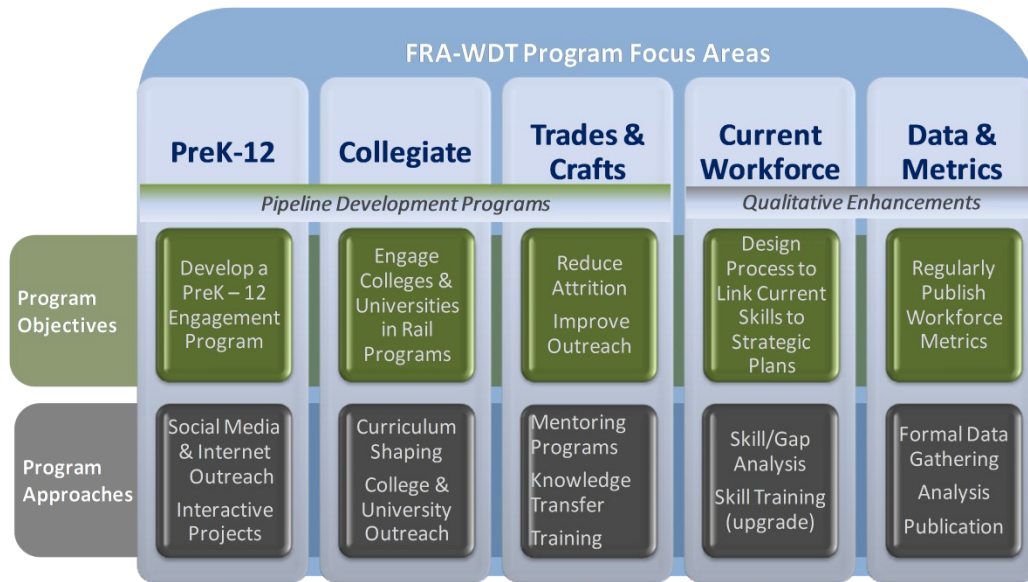 FRA-WDT Program Focus Areas
PreK-12
Collegiate
Trades &
Crafts
Current
Workforce
Data &
Metrics
Pipeline Development Programs
Qualitative Enhancements
Program
Objectives
Develop a
PreK – 12
Engagement
Program
Engage
Colleges &
Universities
in Rail
Programs
Reduce
Attrition
Improve
Outreach
Design
Process to
Link Current
Skills to
Strategic
Plans
Regularly
Publish
Workforce
Metrics
Program
Approaches
Social Media
& Internet
Outreach
Interactive
Projects
Curriculum
Shaping
College &
University
Outreach
Mentoring
Programs
Knowledge
Transfer
Training
Skill/Gap
Analysis
Skill Training
(upgrade)
Formal Data
Gathering
Analysis
Publication